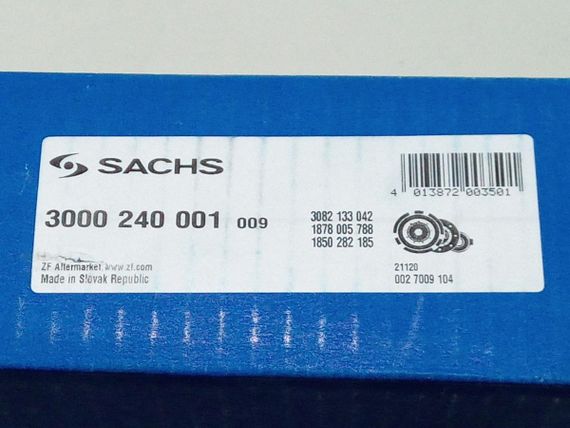 SACHS
4 013872 003501
3000 240 001 009
3082 133 042
1878 005 788
1850 282 185
ZF Aftermarket www.zf.com
Made in Slovak Republic
21120
002 7009 104